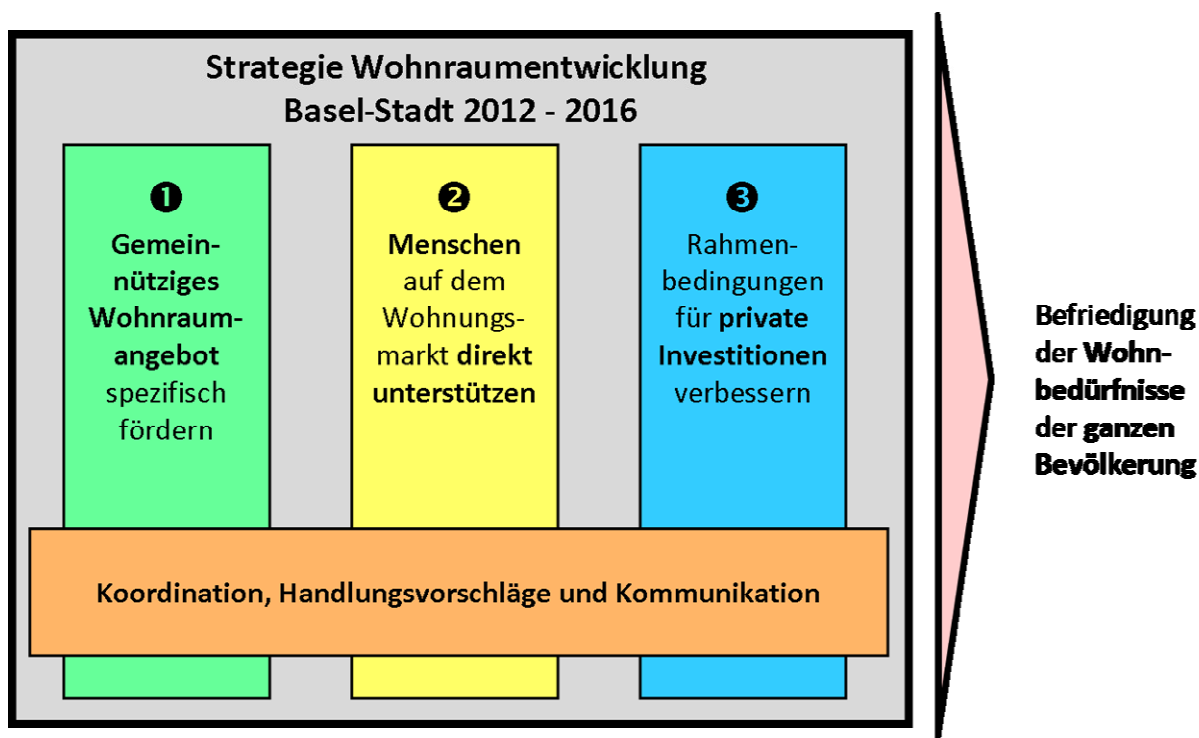 Strategie Wohnraumentwicklung
Basel-Stadt 2012 - 2016
❶
Gemein-
nütziges
Wohnraum-
angebot
spezifisch
fördern
❷
Menschen
auf dem
Wohnungs-
markt direkt
unterstützen
❸
Rahmen-
bedingungen
für private
Investitionen
verbessern
Koordination, Handlungsvorschläge und Kommunikation
Befriedigung
der Wohn-
bedürfnisse
der ganzen
Bevölkerung